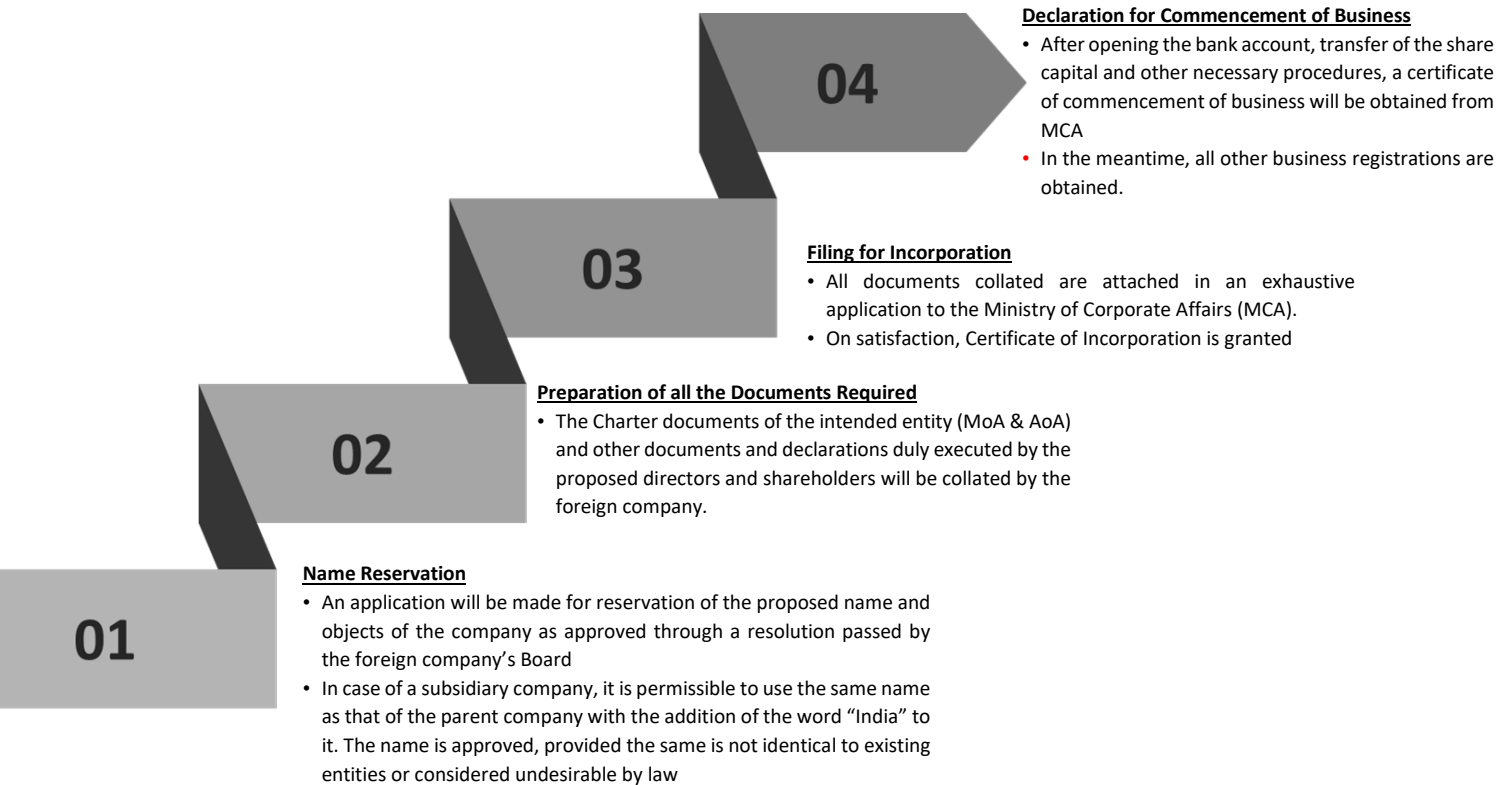 04
Declaration for Commencement of Business
• After opening the bank account, transfer of the share
capital and other necessary procedures, a certificate
of commencement of business will be obtained from
MCA
• In the meantime, all other business registrations are
obtained.
03
Filing for Incorporation
• All documents collated are attached in an exhaustive
application to the Ministry of Corporate Affairs (MCA).
• On satisfaction, Certificate of Incorporation is granted
02
Preparation of all the Documents Required
• The Charter documents of the intended entity (MoA & AoA)
and other documents and declarations duly executed by the
proposed directors and shareholders will be collated by the
foreign company.
01
Name Reservation
• An application will be made for reservation of the proposed name and
objects of the company as approved through a resolution passed by
the foreign company’s Board
• In case of a subsidiary company, it is permissible to use the same name
as that of the parent company with the addition of the word “India” to
it. The name is approved, provided the same is not identical to existing
entities or considered undesirable by law